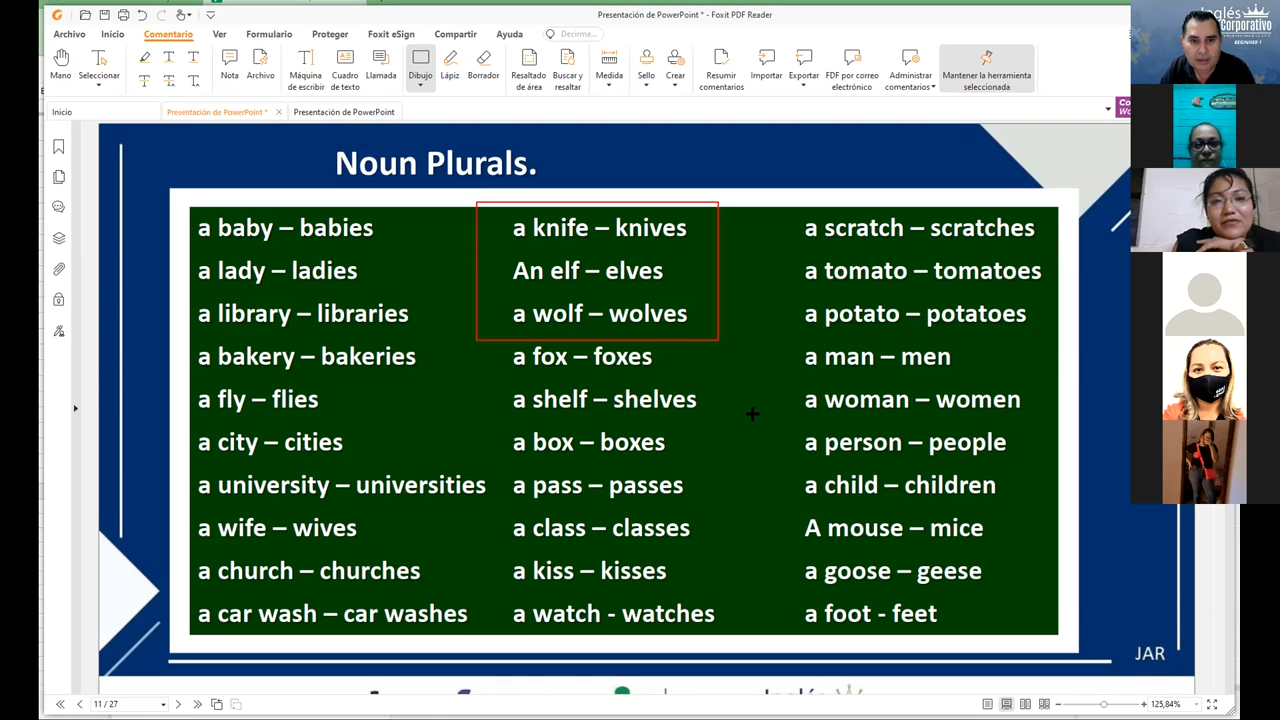 Presentación de PowerPoint * - Foxit PDF Reader
Archivo Inicio Comentario Ver Formulario Proteger Foxit eSign Compartir Ayuda Decirme...
Mano Seleccionar Nota Archivo Máquina de escribir Cuadro de texto Llamada Dibujo Lápiz Borrador Resaltado de área Buscar y resaltar Medida Sello Crear Resumir comentarios Importar Exportar PDF por correo electrónico Administrar comentarios Mantener la herramienta seleccionada
Inicio Presentación de PowerPoint * Presentación de PowerPoint
Inglés
Corporativo
BEGINNER 1
Noun Plurals.
a baby – babies
a lady – ladies
a library – libraries
a bakery – bakeries
a fly – flies
a city – cities
a university – universities
a wife – wives
a church – churches
a car wash – car washes
a knife – knives
An elf – elves
a wolf – wolves
a fox – foxes
a shelf – shelves
a box – boxes
a pass – passes
a class – classes
a kiss – kisses
a watch - watches
a scratch – scratches
a tomato – tomatoes
a potato – potatoes
a man – men
a woman – women
a person – people
a child – children
A mouse – mice
a goose – geese
a foot - feet
JAR
11 / 27
125,84%